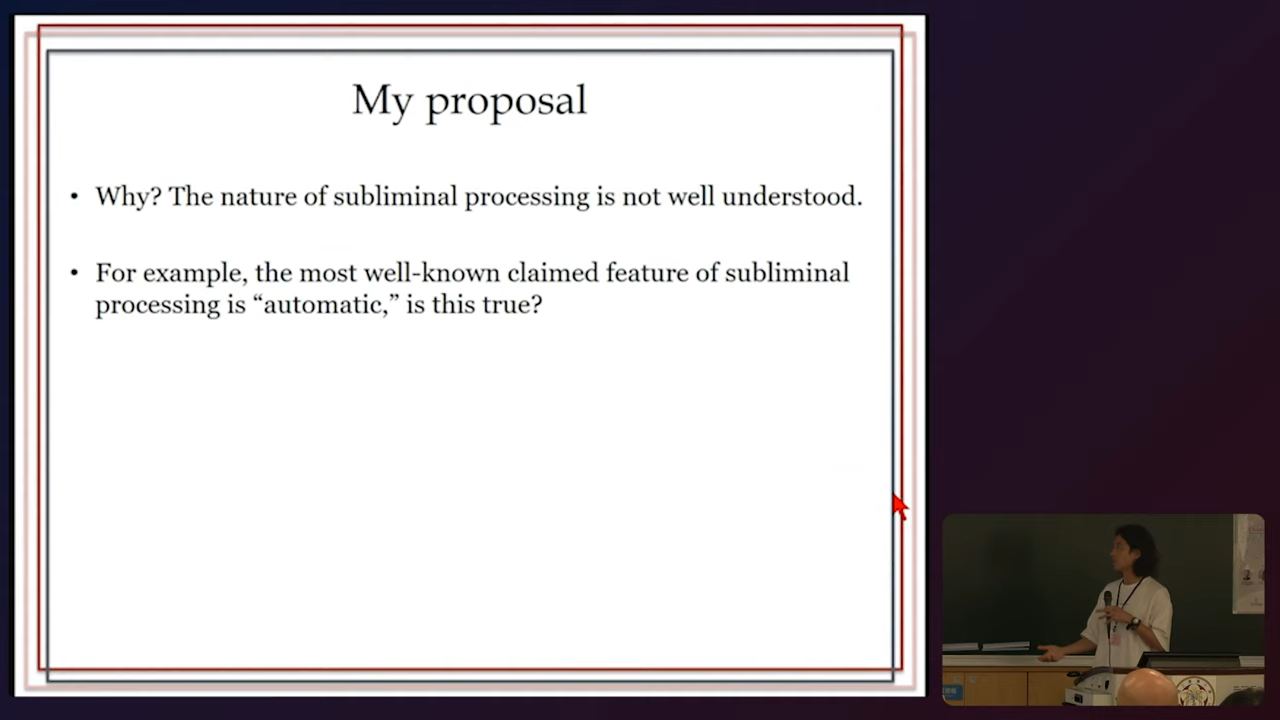 My proposal
• Why? The nature of subliminal processing is not well understood.
• For example, the most well-known claimed feature of subliminal
processing is “automatic,” is this true?